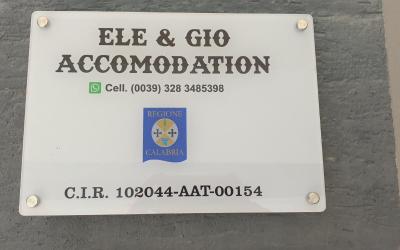 ELE & GIO
ACCOMODATION
Cell. (0039) 328 3485398
REGIONE
CALABRIA
C.I.R. 102044-AAT-00154